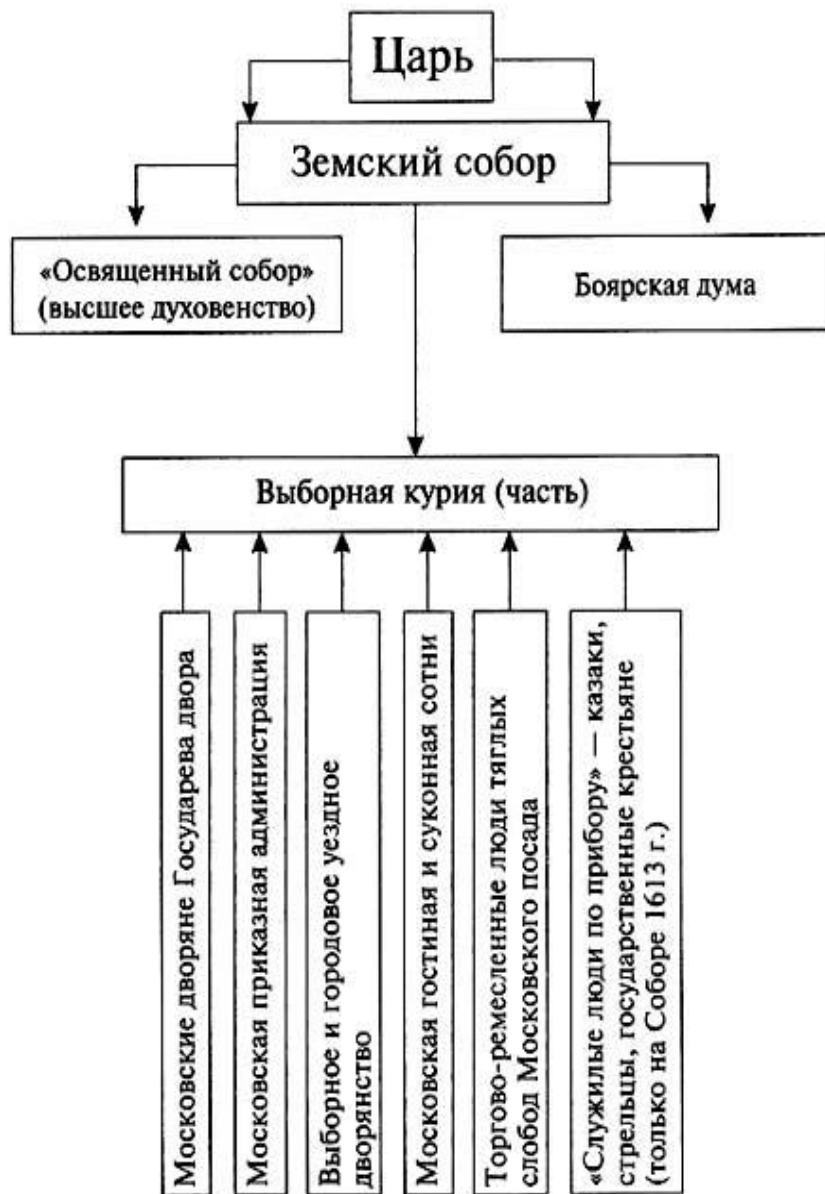 Царь
Земский собор
«Освященный собор»
(высшее духовенство)
Боярская дума
Выборная курия (часть)
Московские дворяне Государева двора
Московская приказная администрация
Выборное и городовое уездное
дворянство
Московская гостиная и суконная сотни
Торгово-ремесленные люди тяглых
слобод Московского посада
«Служилые люди по прибору» — казаки,
стрельцы, государственные крестьяне
(только на Соборе 1613 г.)